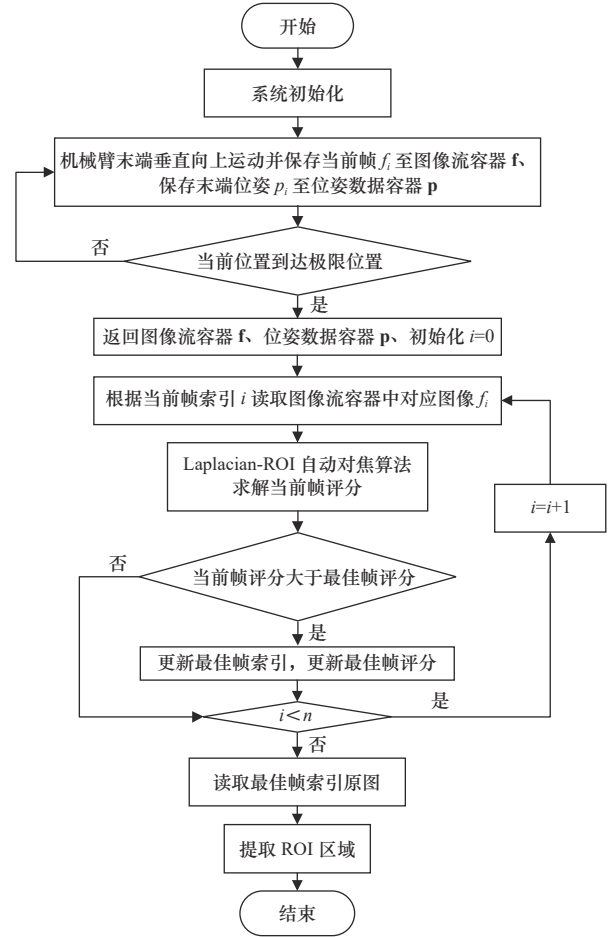 开始
系统初始化
机械臂末端垂直向上运动并保存当前帧 fᵢ 至图像流容器 f、
保存末端位姿 pᵢ 至位姿数据容器 p
否
当前位置到达极限位置
是
返回图像流容器 f、位姿数据容器 p、初始化 i=0
根据当前帧索引 i 读取图像流容器中对应图像 fᵢ
Laplacian-ROI 自动对焦算法
求解当前帧评分
i=i+1
否
当前帧评分大于最佳帧评分
是
更新最佳帧索引，更新最佳帧评分
i＜n
是
否
读取最佳帧索引原图
提取 ROI 区域
结束